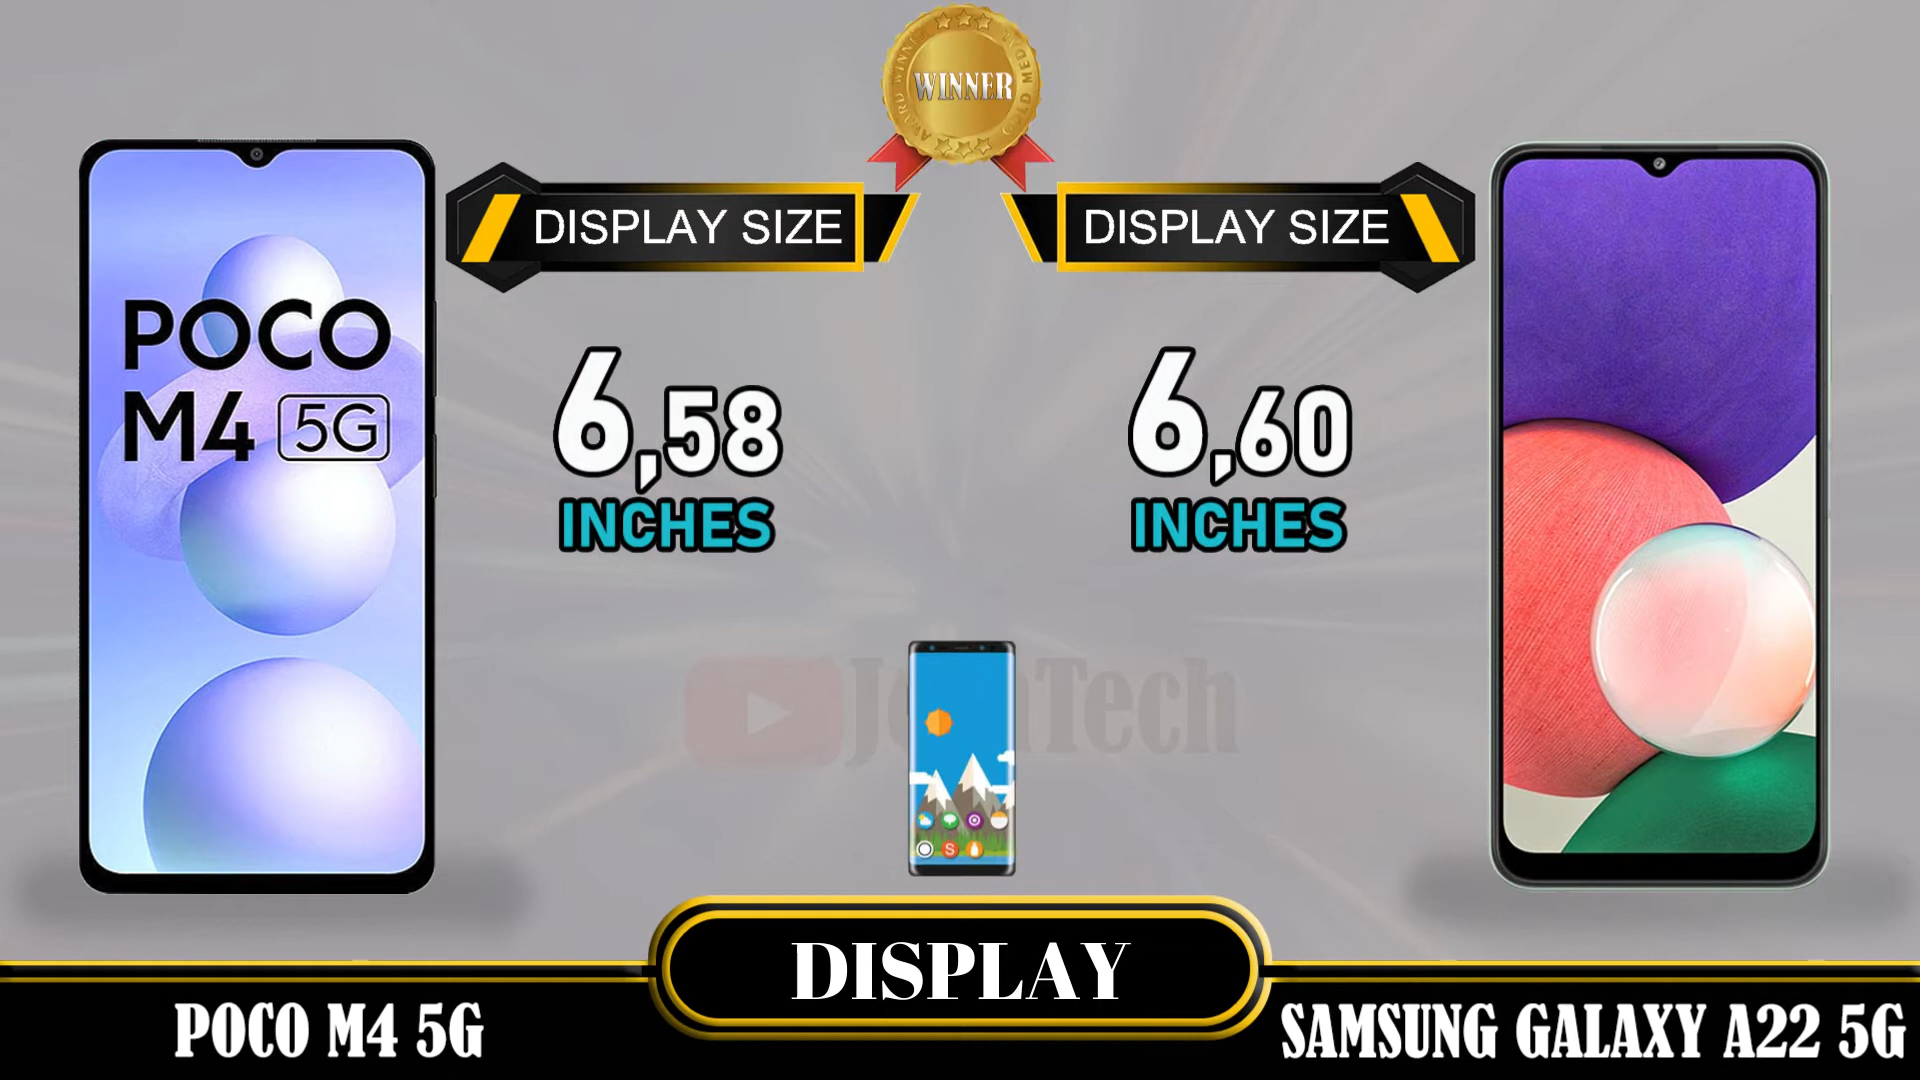 WINNER
DISPLAY SIZE
DISPLAY SIZE
POCO
M4 5G
6,58
INCHES
6,60
INCHES
DISPLAY
POCO M4 5G
SAMSUNG GALAXY A22 5G